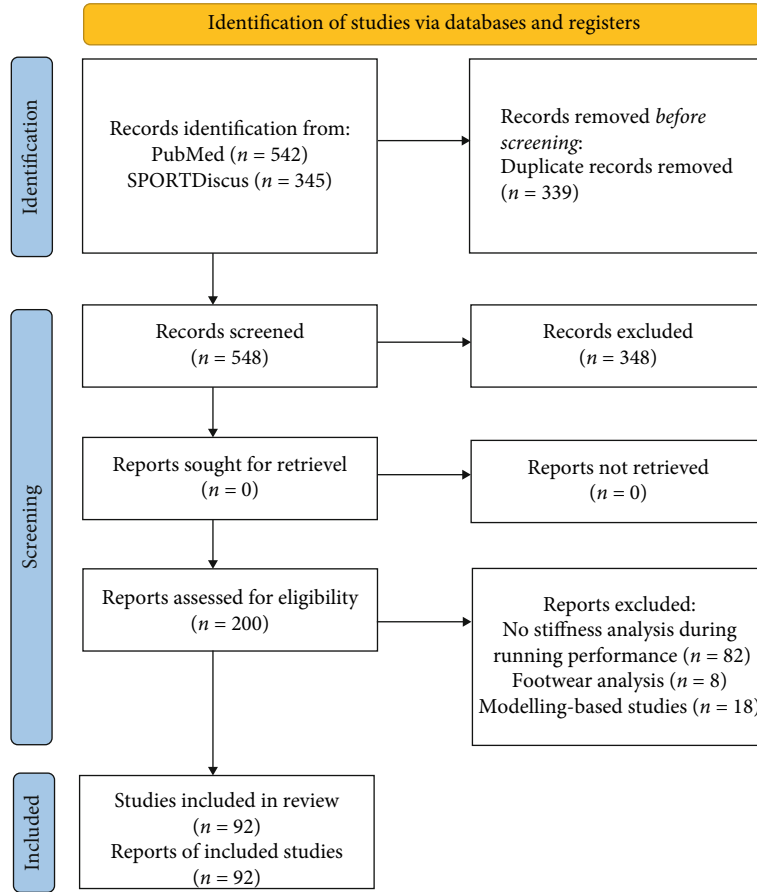 Identification of studies via databases and registers
Identification
Records identification from:
PubMed (n = 542)
SPORTDiscus (n = 345)
Records removed before
screening:
Duplicate records removed
(n = 339)
Screening
Records screened
(n = 548)
Records excluded
(n = 348)
Reports sought for retrievel
(n = 0)
Reports not retrieved
(n = 0)
Reports assessed for eligibility
(n = 200)
Reports excluded:
No stiffness analysis during
running performance (n = 82)
Footwear analysis (n = 8)
Modelling-based studies (n = 18)
Included
Studies included in review
(n = 92)
Reports of included studies
(n = 92)